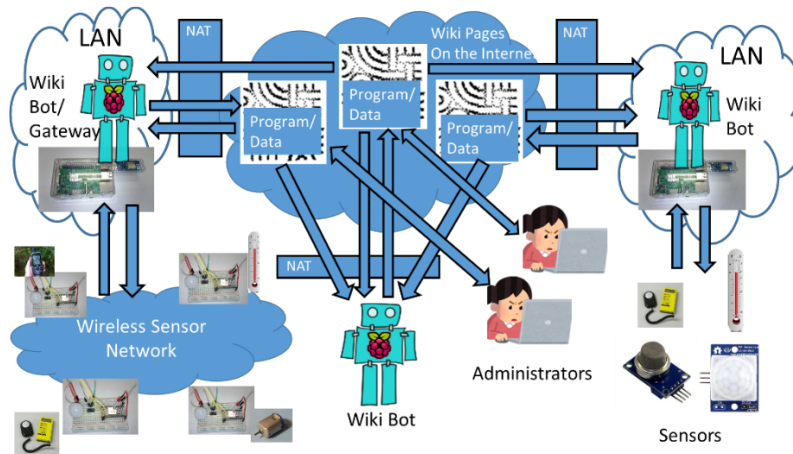 LAN
NAT
Wiki Pages
On the Internet
NAT
LAN
Wiki
Bot/
Gateway
Program/
Data
Program/
Data
Program/
Data
Wiki
Bot
NAT
Wireless Sensor
Network
Wiki Bot
Administrators
Sensors